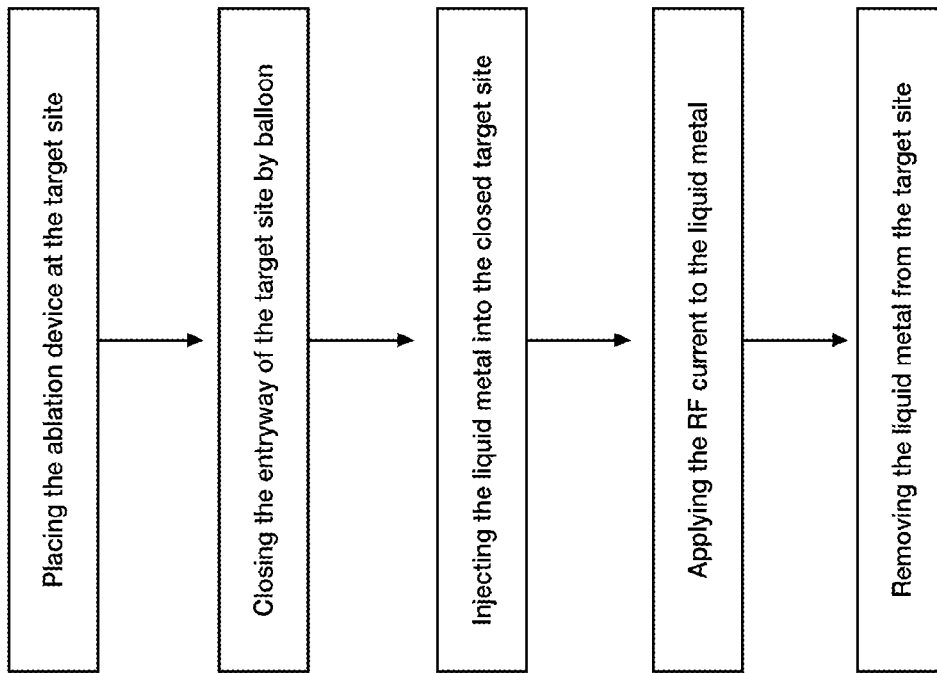 Placing the ablation device at the target site
Closing the entryway of the target site by balloon
Injecting the liquid metal into the closed target site
Applying the RF current to the liquid metal
Removing the liquid metal from the target site